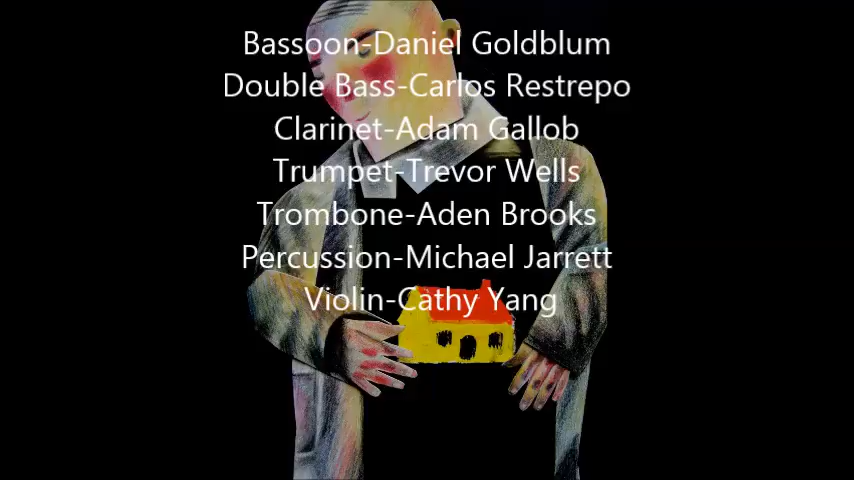 Bassoon-Daniel Goldblum
Double Bass-Carlos Restrepo
Clarinet-Adam Gallob
Trumpet-Trevor Wells
Trombone-Aden Brooks
Percussion-Michael Jarrett
Violin-Cathy Yang